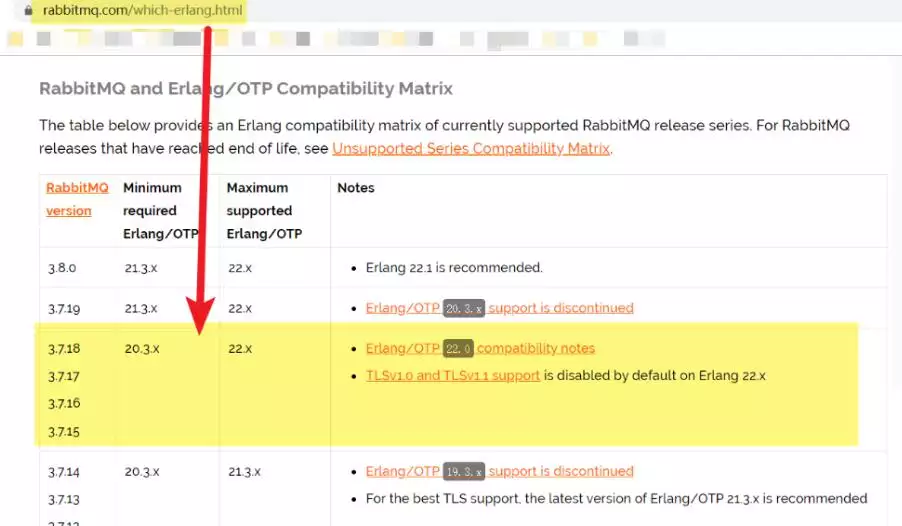 rabbitmq.com/which-erlang.html
RabbitMQ and Erlang/OTP Compatibility Matrix
The table below provides an Erlang compatibility matrix of currently supported RabbitMQ release series. For RabbitMQ
releases that have reached end of life, see Unsupported Series Compatibility Matrix.
RabbitMQ version Minimum required Erlang/OTP Maximum supported Erlang/OTP Notes
3.8.0 21.3.x 22.x • Erlang 22.1 is recommended.
3.7.19 21.3.x 22.x • Erlang/OTP 20.3.x support is discontinued
3.7.18 20.3.x 22.x • Erlang/OTP 22.0 compatibility notes
3.7.17 • TLSv1.0 and TLSv1.1 support is disabled by default on Erlang 22.x
3.7.16
3.7.15
3.7.14 20.3.x 21.3.x • Erlang/OTP 19.3.x support is discontinued
3.7.13 • For the best TLS support, the latest version of Erlang/OTP 21.3.x is recommended